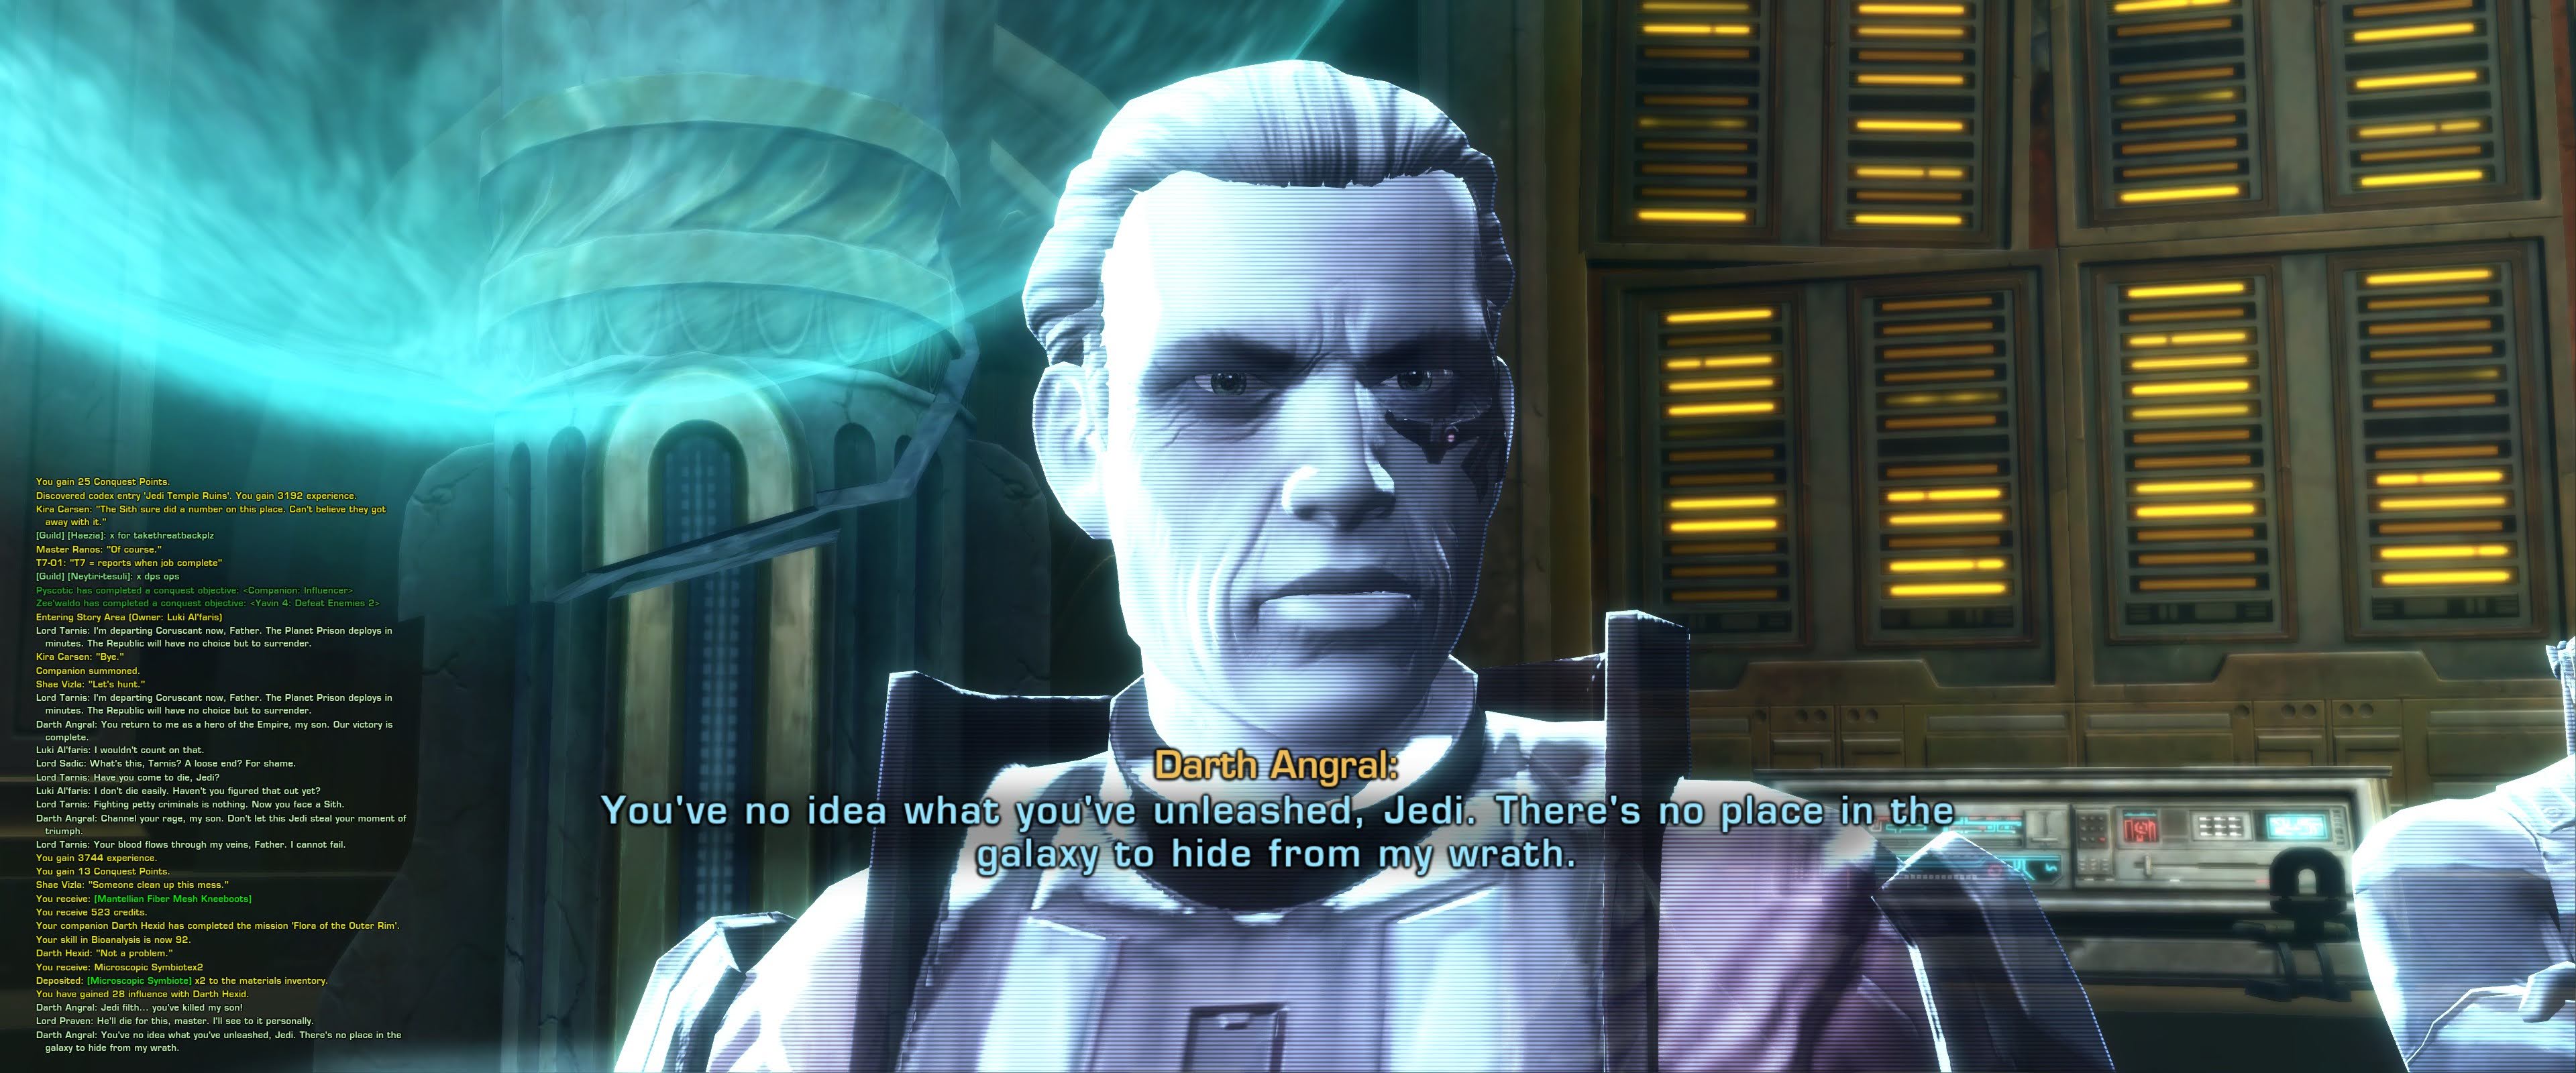 You gain 25 Conquest Points.
Discovered codex entry 'Jedi Temple Ruins'. You gain 3192 experience.
Kira Carsen: "The Sith sure did a number on this place. Can't believe they got
away with it."
[Guild] [Haezia]: x for takethreatbackplz
Master Ranos: "Of course."
T7-O1: "T7 = reports when job complete"
[Guild] [Neytiri-tesuli]: x dps ops
Pyscotic has completed a conquest objective: <Companion: Influencer>
Zee'waldo has completed a conquest objective: <Yavin 4: Defeat Enemies 2>
Entering Story Area (Owner: Luki Al'faris)
Lord Tarnis: I'm departing Coruscant now, Father. The Planet Prison deploys in
minutes. The Republic will have no choice but to surrender.
Kira Carsen: "Bye."
Companion summoned.
Shae Vizla: "Let's hunt."
Lord Tarnis: I'm departing Coruscant now, Father. The Planet Prison deploys in
minutes. The Republic will have no choice but to surrender.
Darth Angral: You return to me as a hero of the Empire, my son. Our victory is
complete.
Luki Al'faris: I wouldn't count on that.
Lord Sadic: What's this, Tarnis? A loose end? For shame.
Lord Tarnis: Have you come to die, Jedi?
Luki Al'faris: I don't die easily. Haven't you figured that out yet?
Lord Tarnis: Fighting petty criminals is nothing. Now you face a Sith.
Darth Angral: Channel your rage, my son. Don't let this Jedi steal your moment of
triumph.
Lord Tarnis: Your blood flows through my veins, Father. I cannot fail.
You gain 3744 experience.
You gain 13 Conquest Points.
Shae Vizla: "Someone clean up this mess."
You receive: [Mantellian Fiber Mesh Kneeboots]
You receive 523 credits.
Your companion Darth Hexid has completed the mission 'Flora of the Outer Rim'.
Your skill in Bioanalysis is now 92.
Darth Hexid: "Not a problem."
You receive: Microscopic Symbiotex2
Deposited: [Microscopic Symbiote] x2 to the materials inventory.
You have gained 28 influence with Darth Hexid.
Darth Angral: Jedi filth... you've killed my son!
Lord Praven: He'll die for this, master. I'll see to it personally.
Darth Angral: You've no idea what you've unleashed, Jedi. There's no place in the
galaxy to hide from my wrath.
Darth Angral:
You've no idea what you've unleashed, Jedi. There's no place in the
galaxy to hide from my wrath.